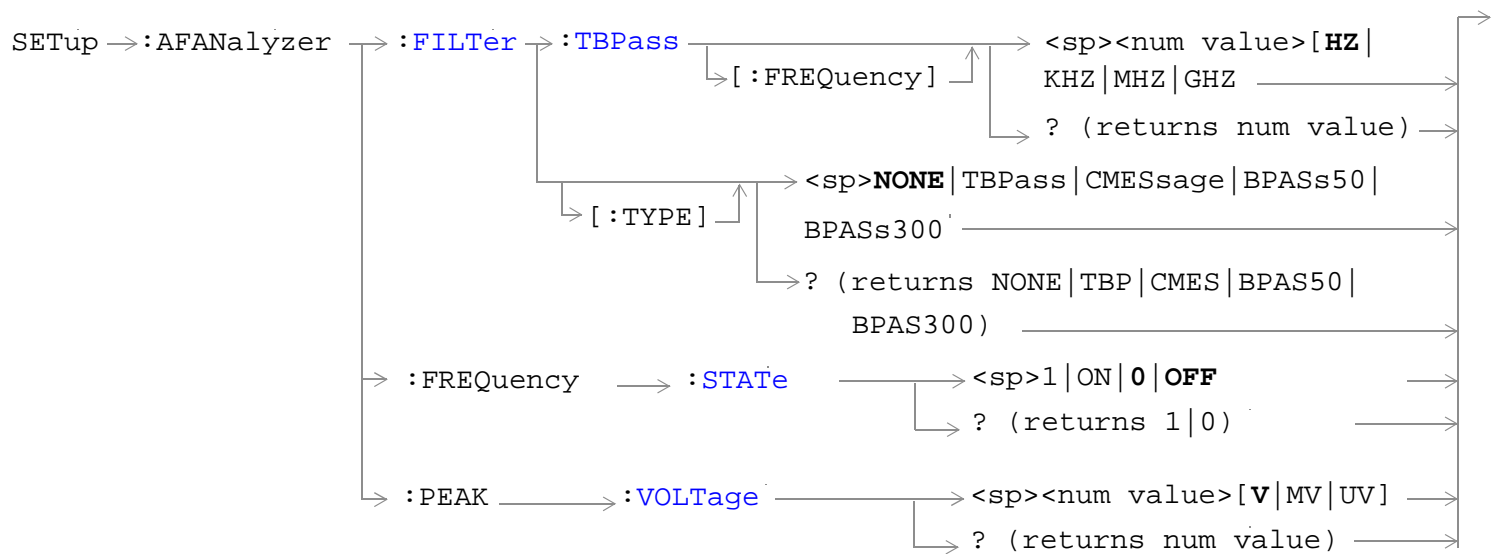 SETup :AFANalyzer :FILTer :TBPass <sp><num value>[HZ|
[:FREQuency] KHZ|MHZ|GHZ
? (returns num value)
<sp>NONE|TBPass|CMESsage|BPASs50|
[:TYPE] BPASs300
? (returns NONE|TBP|CMES|BPAS50|
BPAS300)
:FREQuency :STATe <sp>1|ON|0|OFF
? (returns 1|0)
:PEAK :VOLTage <sp><num value>[V|MV|UV]
? (returns num value)